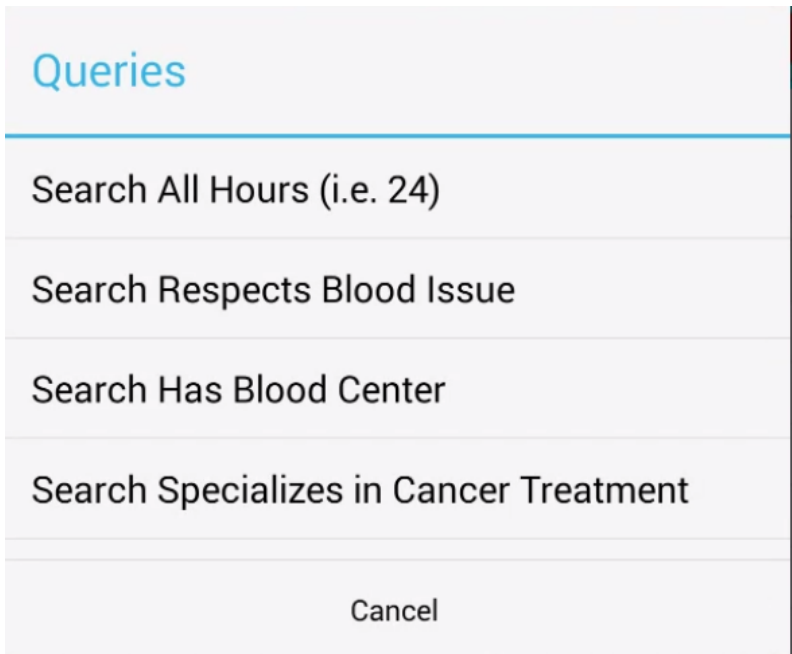 Queries
Search All Hours (i.e. 24)
Search Respects Blood Issue
Search Has Blood Center
Search Specializes in Cancer Treatment
Cancel